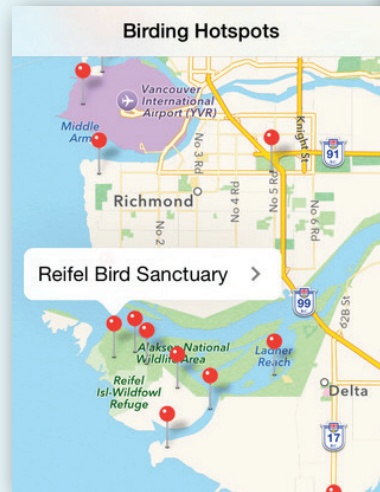 Birding Hotspots
Vancouver
International
Airport (YVR)
Middle
Arm
No 3 Rd
Knight St
91
No 5 Rd
No 4 Rd
No 6 Rd
Richmond
No 2
Reifel Bird Sanctuary
99
62B St
Alaksen National
Wildlife Area
Ladner
Reach
Reifel
Isl-Wildfowl
Refuge
Delta
17